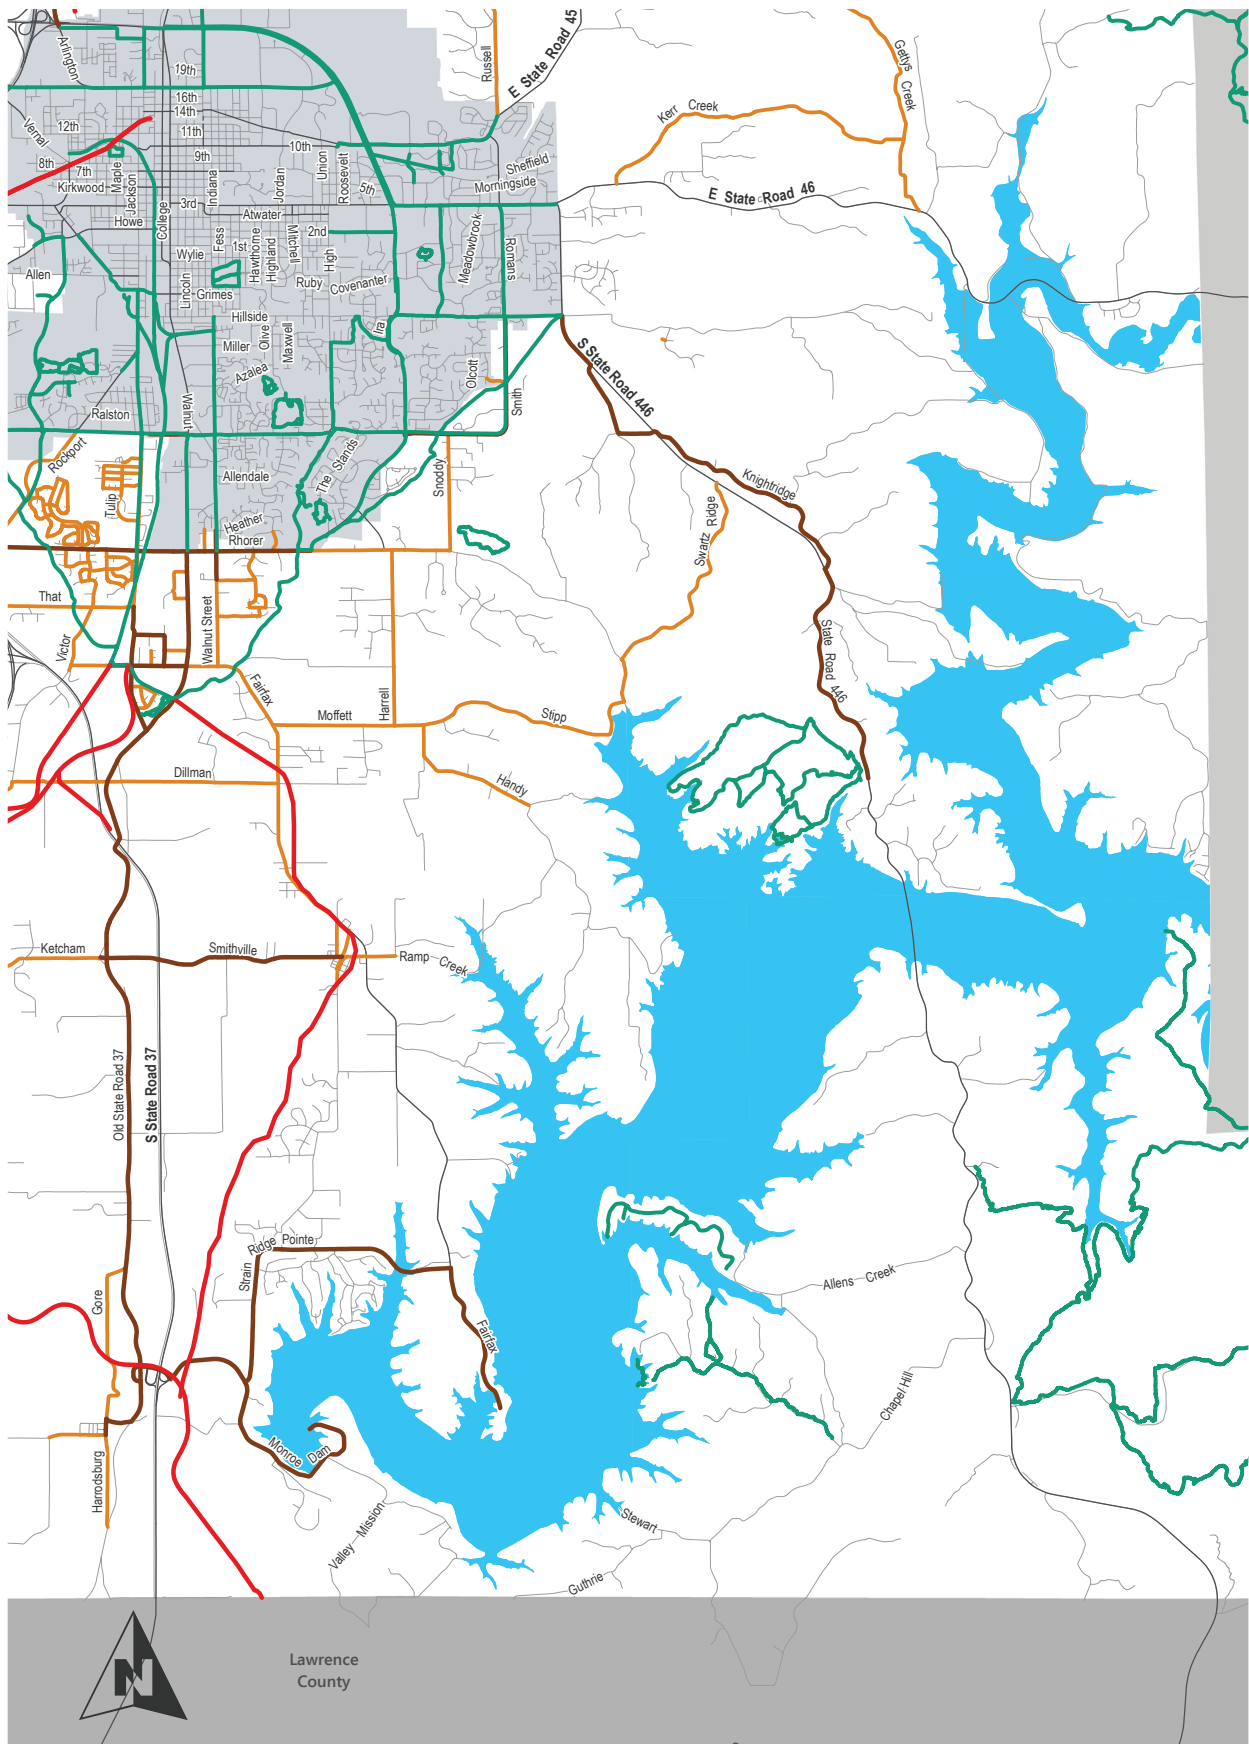 Arlington
Russell
E State Road 45
Gettys
Creek
19th
16th
14th
Kerr Creek
Vernal
12th
11th
10th
8th
7th
9th
Kirkwood
Maple
Jackson
Indiana
Jordan
Union
Roosevelt
5th
Sheffield
Morningside
E State Road 46
3rd
Howe
College
Atwater
Fess
1st
Hawthorne
Highland
Mitchell
2nd
High
Meadowbrook
Romans
Wylie
Allen
Lincoln
Grimes
Ruby
Covenanter
Hillside
Olive
Maxwell
Ira
Miller
Azalea
Olcott
Smith
S State Road 446
Ralston
Walnut
Rockport
The Stands
Snoddy
Allendale
Tulip
Knightridge
Heather
Rhorer
Swartz Ridge
That
Victor
Walnut Street
State Road 446
Fairfax
Harrell
Moffett
Stipp
Dillman
Handy
Ketcham
Smithville
Ramp Creek
Old State Road 37
S State Road 37
Ridge Pointe
Strain
Gore
Allens Creek
Fairfax
Chapel Hill
Monroe Dam
Harrodsburg
Valley Mission
Stewart
Guthrie
N
Lawrence
County